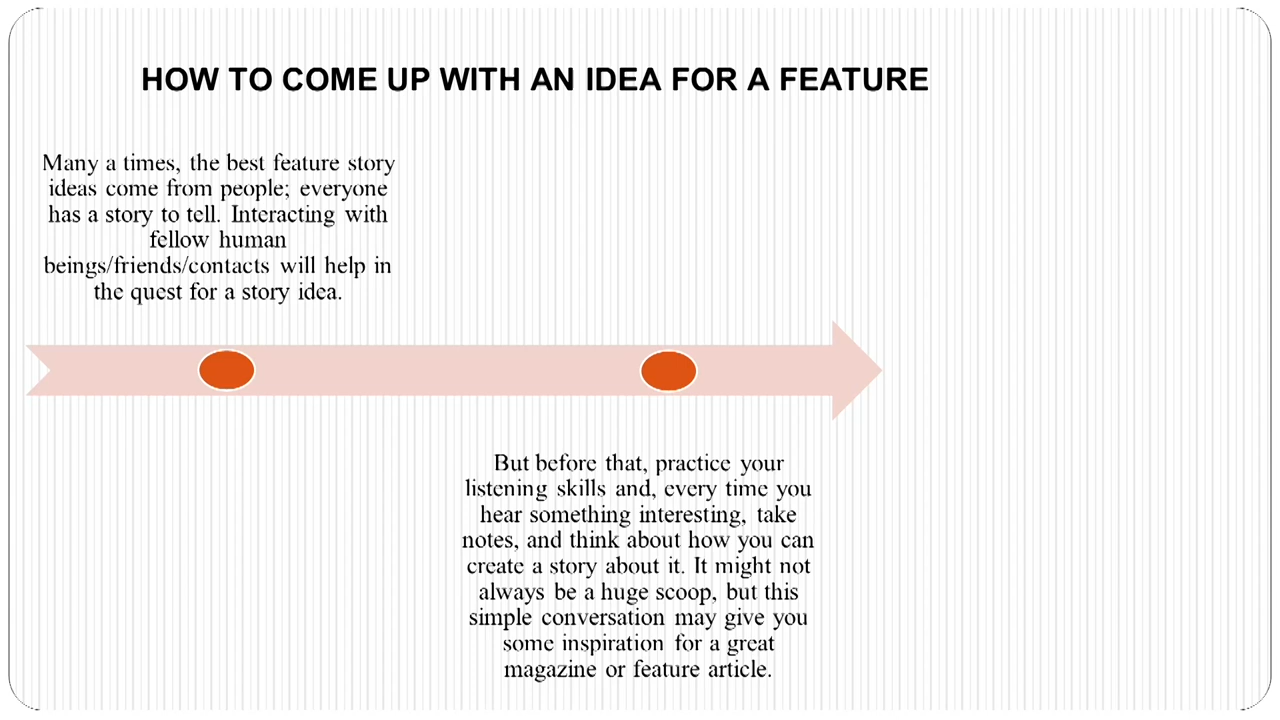 HOW TO COME UP WITH AN IDEA FOR A FEATURE
Many a times, the best feature story
ideas come from people; everyone
has a story to tell. Interacting with
fellow human
beings/friends/contacts will help in
the quest for a story idea.
But before that, practice your
listening skills and, every time you
hear something interesting, take
notes, and think about how you can
create a story about it. It might not
always be a huge scoop, but this
simple conversation may give you
some inspiration for a great
magazine or feature article.